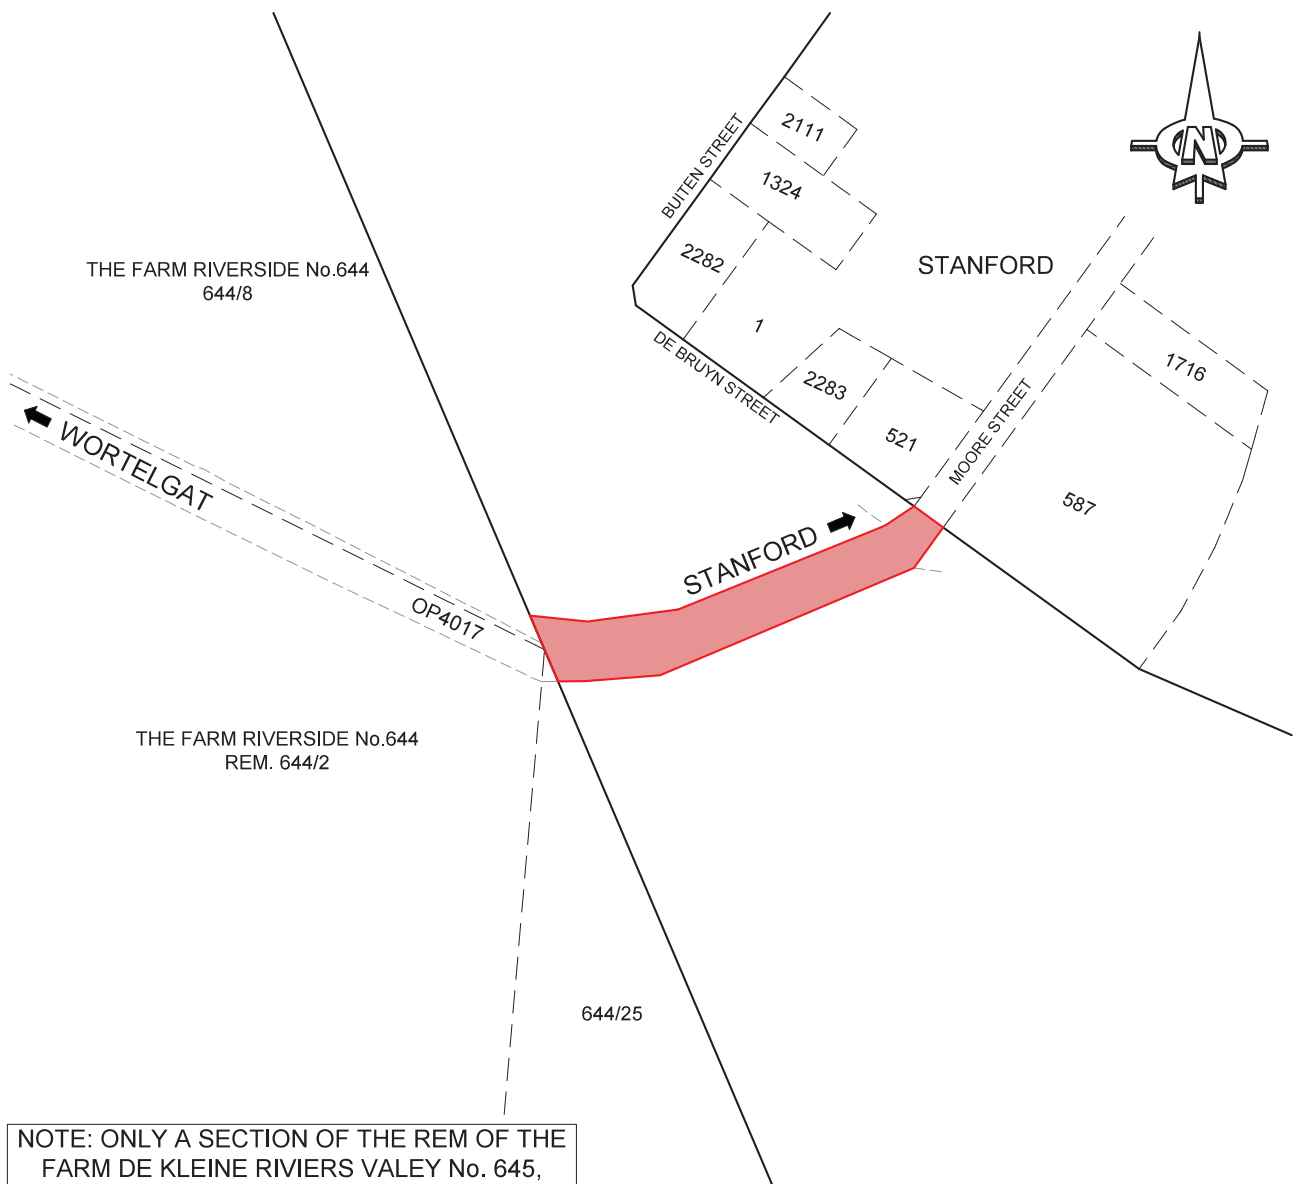 2111
BUITEN STREET
1324
N
THE FARM RIVERSIDE No.644
644/8
2282
STANFORD
1
DE BRUYN STREET
2283
1716
521
MOORE STREET
587
WORTELGAT
STANFORD
OP4017
THE FARM RIVERSIDE No.644
REM. 644/2
644/25
NOTE: ONLY A SECTION OF THE REM OF THE
FARM DE KLEINE RIVIERS VALEY No. 645,